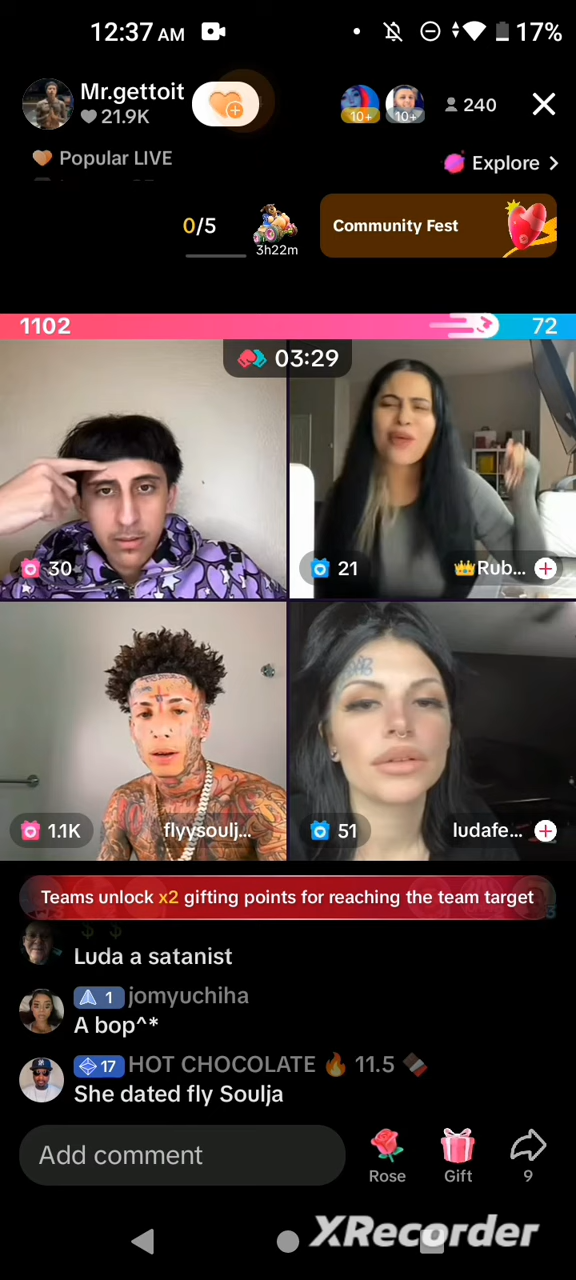 12:37 AM
17%
Mr.gettoit
21.9K
10+
10+
240
Popular LIVE
Explore >
0/5
3h22m
Community Fest
1102
72
03:29
30
21
Rub...
1.1K
flyysoulj...
51
ludafe...
Teams unlock x2 gifting points for reaching the team target
Luda a satanist
1 jomyuchiha
A bop^*
17 HOT CHOCOLATE 🔥 11.5 🍫
She dated fly Soulja
Add comment
Rose
Gift
9
XRecorder